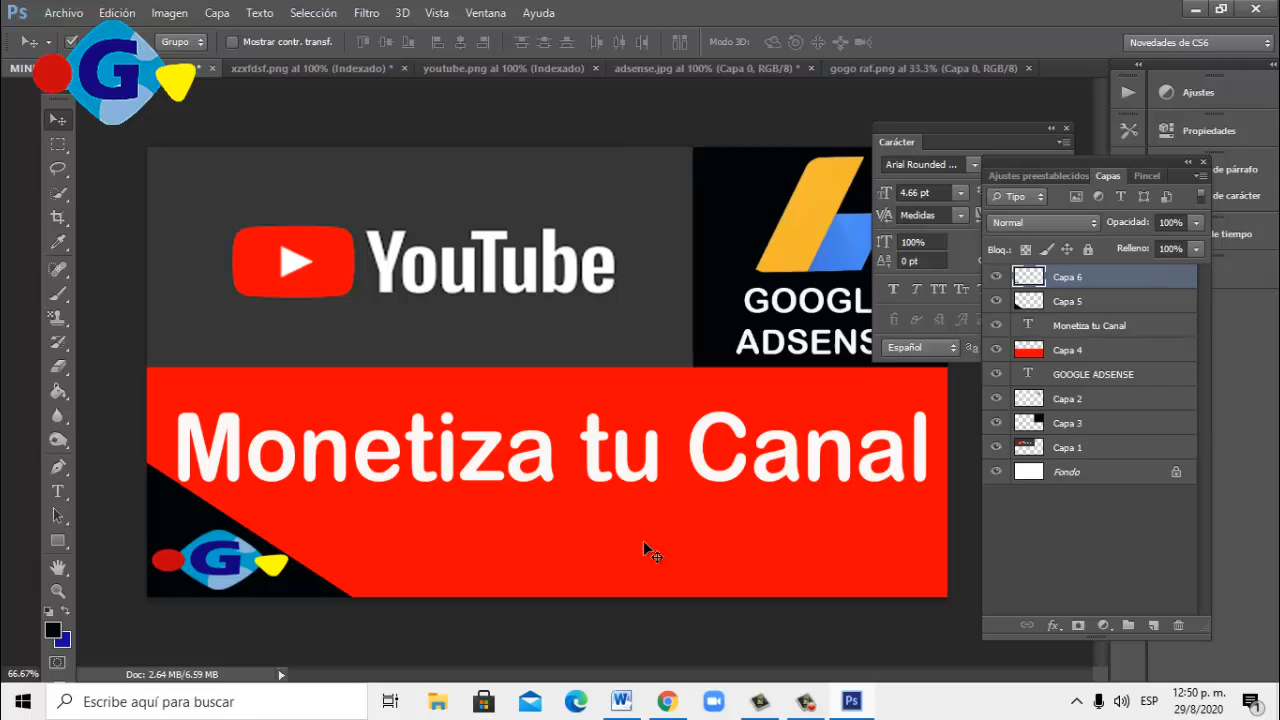 Ps Archivo Edición Imagen Capa Texto Selección Filtro 3D Vista Ventana Ayuda
Grupo Mostrar contr. transf. Modo 3D: Novedades de CS6
MIN xzxfdsf.png al 100% (Indexado) * × youtube.png al 100% (Indexado) × adsense.jpg al 100% (Capa 0, RGB/8) * × gogo raf.png al 33.3% (Capa 0, RGB/8) ×
G
Ajustes
Propiedades
de párrafo
de carácter
de tiempo
Carácter
Arial Rounded ...
4.66 pt
Medidas
100%
0 pt
Español
Ajustes preestablecidos Capas Pincel
Tipo
Normal Opacidad: 100%
Bloq.: Relleno: 100%
Capa 6
Capa 5
Monetiza tu Canal
Capa 4
GOOGLE ADSENSE
Capa 2
Capa 3
Capa 1
Fondo
YouTube
GOOGL
ADSENS
Monetiza tu Canal
G
66.67% Doc: 2.64 MB/6.59 MB
Escribe aquí para buscar
ESP
12:50 p. m.
29/8/2020
1